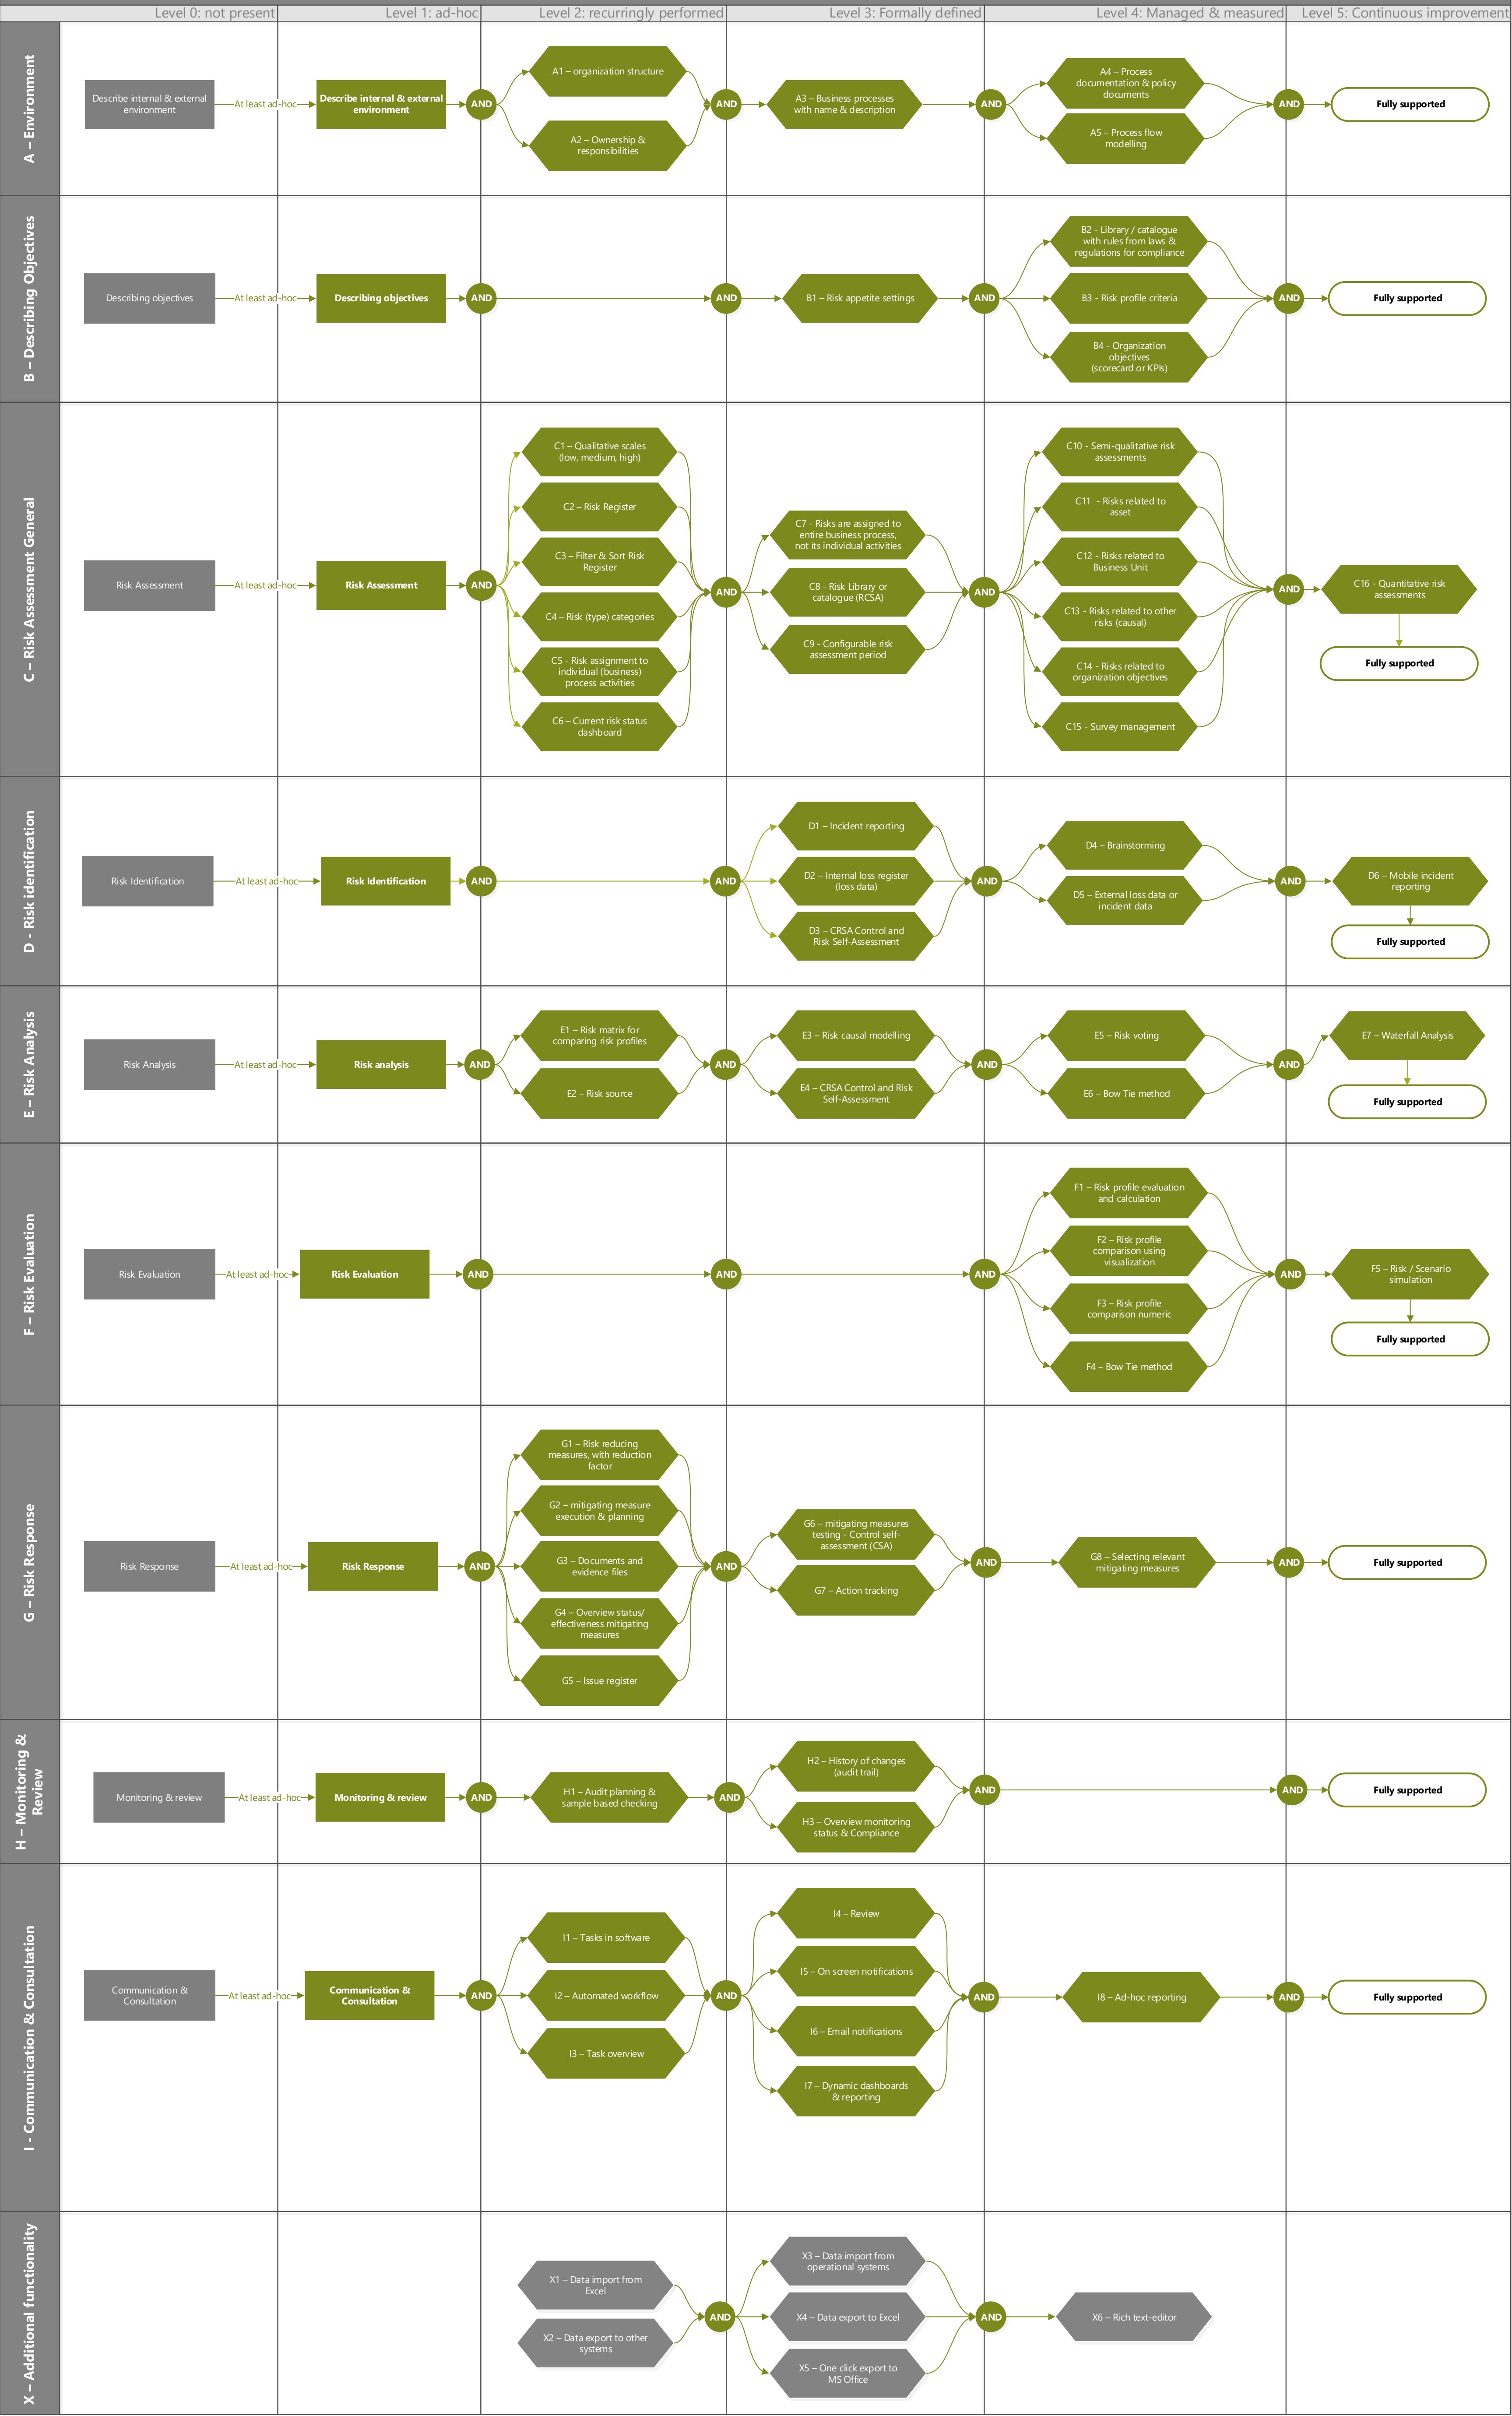 Level 0: not present
Level 1: ad-hoc
Level 2: recurringly performed
Level 3: Formally defined
Level 4: Managed & measured
Level 5: Continuous improvement
A – Environment
Describe internal & external
environment
At least ad-hoc
Describe internal & external
environment
AND
A1 – organization structure
A2 – Ownership &
responsibilities
AND
A3 – Business processes
with name & description
AND
A4 – Process
documentation & policy
documents
A5 – Process flow
modelling
AND
Fully supported
B – Describing Objectives
Describing objectives
At least ad-hoc
Describing objectives
AND
AND
B1 – Risk appetite settings
AND
B2 - Library / catalogue
with rules from laws &
regulations for compliance
B3 - Risk profile criteria
B4 - Organization
objectives
(scorecard or KPIs)
AND
Fully supported
C – Risk Assessment General
Risk Assessment
At least ad-hoc
Risk Assessment
AND
C1 – Qualitative scales
(low, medium, high)
C2 – Risk Register
C3 – Filter & Sort Risk
Register
C4 – Risk (type) categories
C5 - Risk assignment to
individual (business)
process activities
C6 – Current risk status
dashboard
AND
C7 - Risks are assigned to
entire business process,
not its individual activities
C8 - Risk Library or
catalogue (RCSA)
C9 - Configurable risk
assessment period
AND
C10 - Semi-qualitative risk
assessments
C11 - Risks related to
asset
C12 - Risks related to
Business Unit
C13 - Risks related to other
risks (causal)
C14 - Risks related to
organization objectives
C15 - Survey management
AND
C16 - Quantitative risk
assessments
Fully supported
D - Risk identification
Risk Identification
At least ad-hoc
Risk Identification
AND
AND
D1 – Incident reporting
D2 – Internal loss register
(loss data)
D3 – CRSA Control and
Risk Self-Assessment
AND
D4 – Brainstorming
D5 – External loss data or
incident data
AND
D6 – Mobile incident
reporting
Fully supported
E – Risk Analysis
Risk Analysis
At least ad-hoc
Risk analysis
AND
E1 – Risk matrix for
comparing risk profiles
E2 – Risk source
AND
E3 – Risk causal modelling
E4 – CRSA Control and Risk
Self-Assessment
AND
E5 – Risk voting
E6 – Bow Tie method
AND
E7 – Waterfall Analysis
Fully supported
F – Risk Evaluation
Risk Evaluation
At least ad-hoc
Risk Evaluation
AND
AND
AND
F1 – Risk profile evaluation
and calculation
F2 – Risk profile
comparison using
visualization
F3 – Risk profile
comparison numeric
F4 – Bow Tie method
AND
F5 – Risk / Scenario
simulation
Fully supported
G – Risk Response
Risk Response
At least ad-hoc
Risk Response
AND
G1 – Risk reducing
measures, with reduction
factor
G2 – mitigating measure
execution & planning
G3 – Documents and
evidence files
G4 – Overview status/
effectiveness mitigating
measures
G5 – Issue register
AND
G6 – mitigating measures
testing - Control self-
assessment (CSA)
G7 – Action tracking
AND
G8 – Selecting relevant
mitigating measures
AND
Fully supported
H – Monitoring &
Review
Monitoring & review
At least ad-hoc
Monitoring & review
AND
H1 – Audit planning &
sample based checking
AND
H2 – History of changes
(audit trail)
H3 – Overview monitoring
status & Compliance
AND
AND
Fully supported
I - Communication & Consultation
Communication &
Consultation
At least ad-hoc
Communication &
Consultation
AND
I1 – Tasks in software
I2 – Automated workflow
I3 – Task overview
AND
I4 – Review
I5 – On screen notifications
I6 – Email notifications
I7 – Dynamic dashboards
& reporting
AND
I8 – Ad-hoc reporting
AND
Fully supported
X – Additional functionality
X1 – Data import from
Excel
X2 – Data export to other
systems
AND
X3 – Data import from
operational systems
X4 – Data export to Excel
X5 – One click export to
MS Office
AND
X6 – Rich text-editor